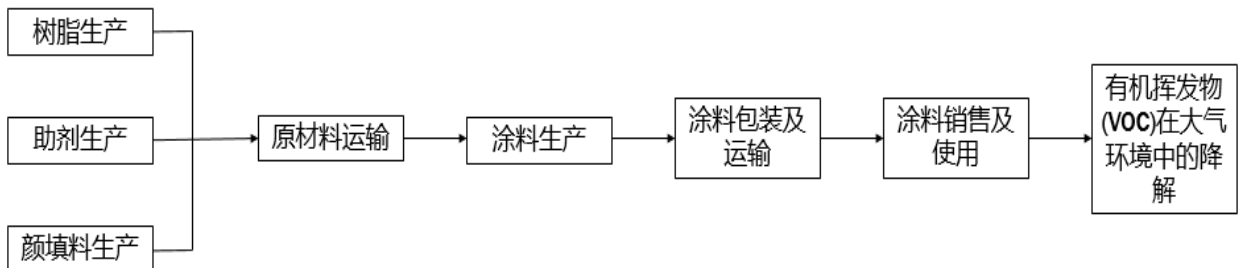 树脂生产
助剂生产
颜填料生产
原材料运输
涂料生产
涂料包装及
运输
涂料销售及
使用
有机挥发物
(VOC)在大气
环境中的降
解